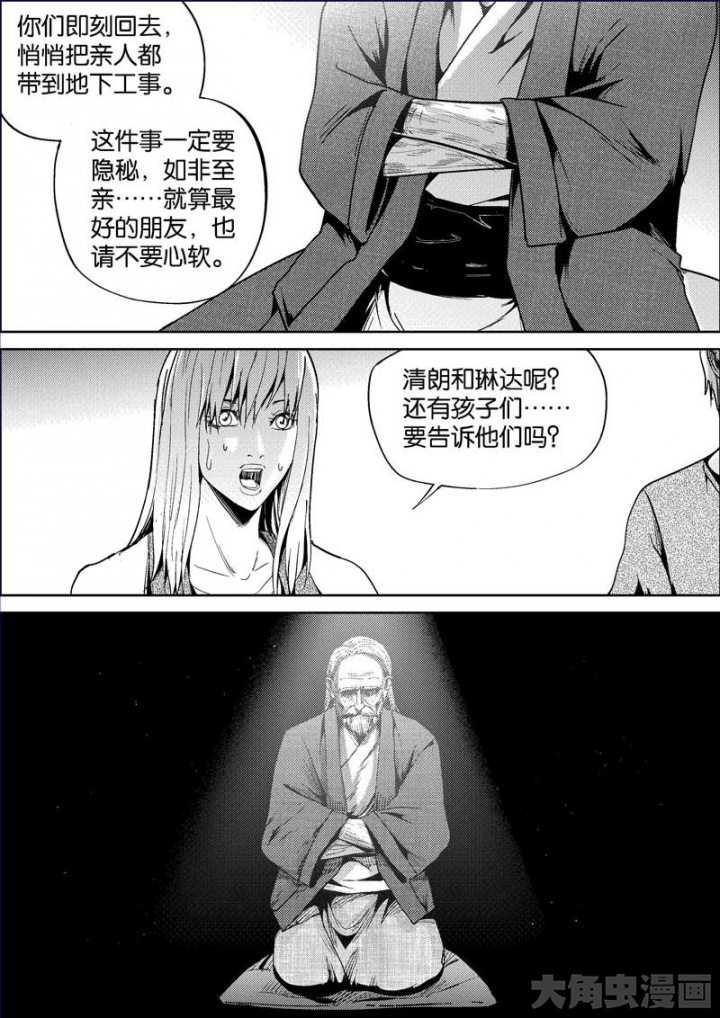 你们即刻回去，
悄悄把亲人都
带到地下工事。
这件事一定要
隐秘，如非至
亲……就算最
好的朋友，也
请不要心软。
清朗和琳达呢？
还有孩子们……
要告诉他们吗？
大角虫漫画